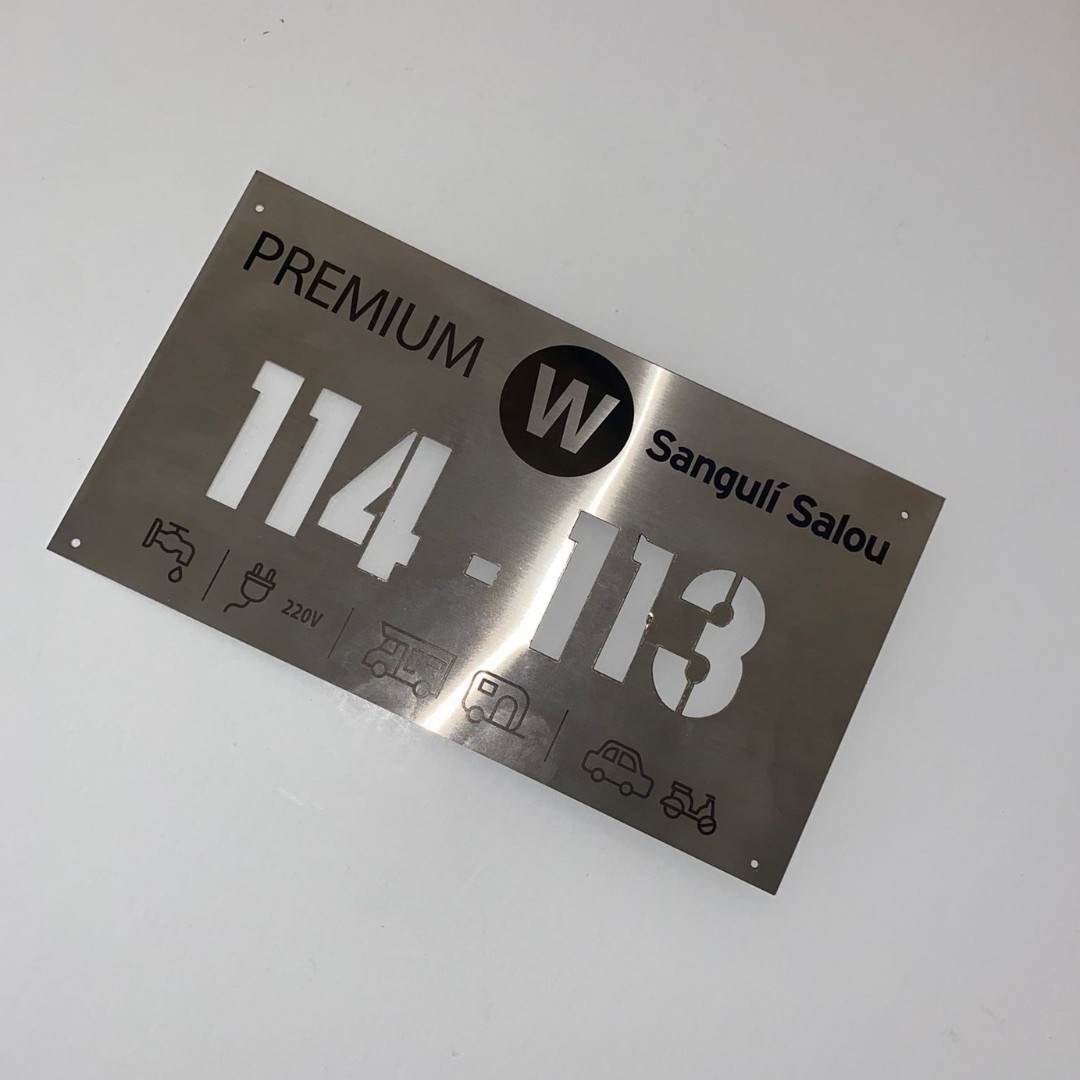 PREMIUM
W
Sangulí Salou
114 - 113
220V